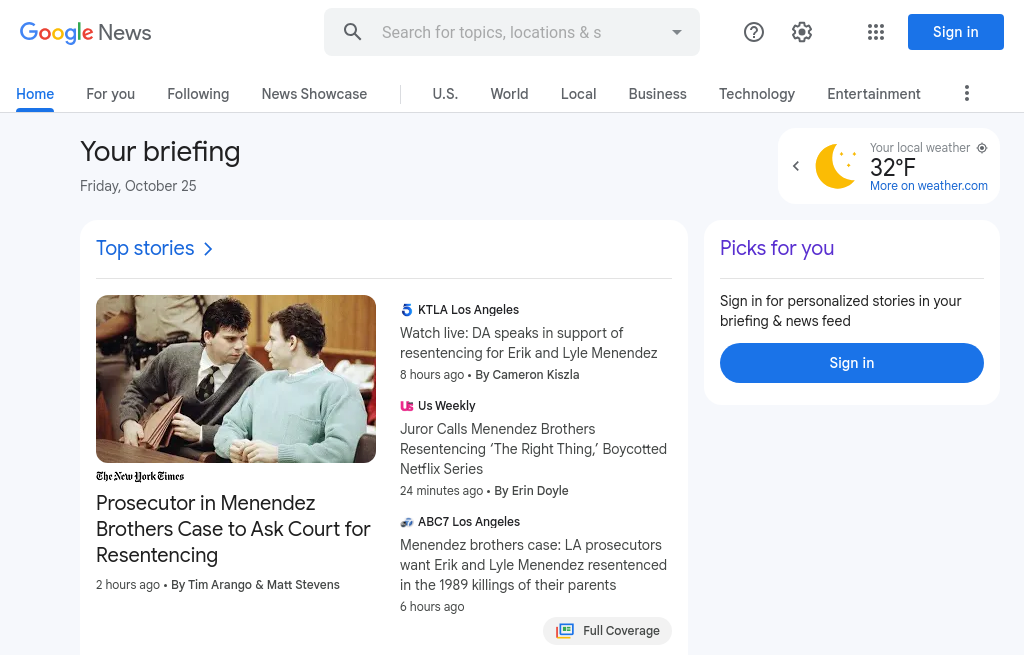 Google News
Search for topics, locations & s
Sign in
Home
For you
Following
News Showcase
U.S.
World
Local
Business
Technology
Entertainment
Your briefing
Friday, October 25
Your local weather
32°F
More on weather.com
Top stories
The New York Times
Prosecutor in Menendez
Brothers Case to Ask Court for
Resentencing
2 hours ago • By Tim Arango & Matt Stevens
KTLA Los Angeles
Watch live: DA speaks in support of
resentencing for Erik and Lyle Menendez
8 hours ago • By Cameron Kiszla
Us Weekly
Juror Calls Menendez Brothers
Resentencing ‘The Right Thing,’ Boycotted
Netflix Series
24 minutes ago • By Erin Doyle
ABC7 Los Angeles
Menendez brothers case: LA prosecutors
want Erik and Lyle Menendez resentenced
in the 1989 killings of their parents
6 hours ago
Full Coverage
Picks for you
Sign in for personalized stories in your
briefing & news feed
Sign in